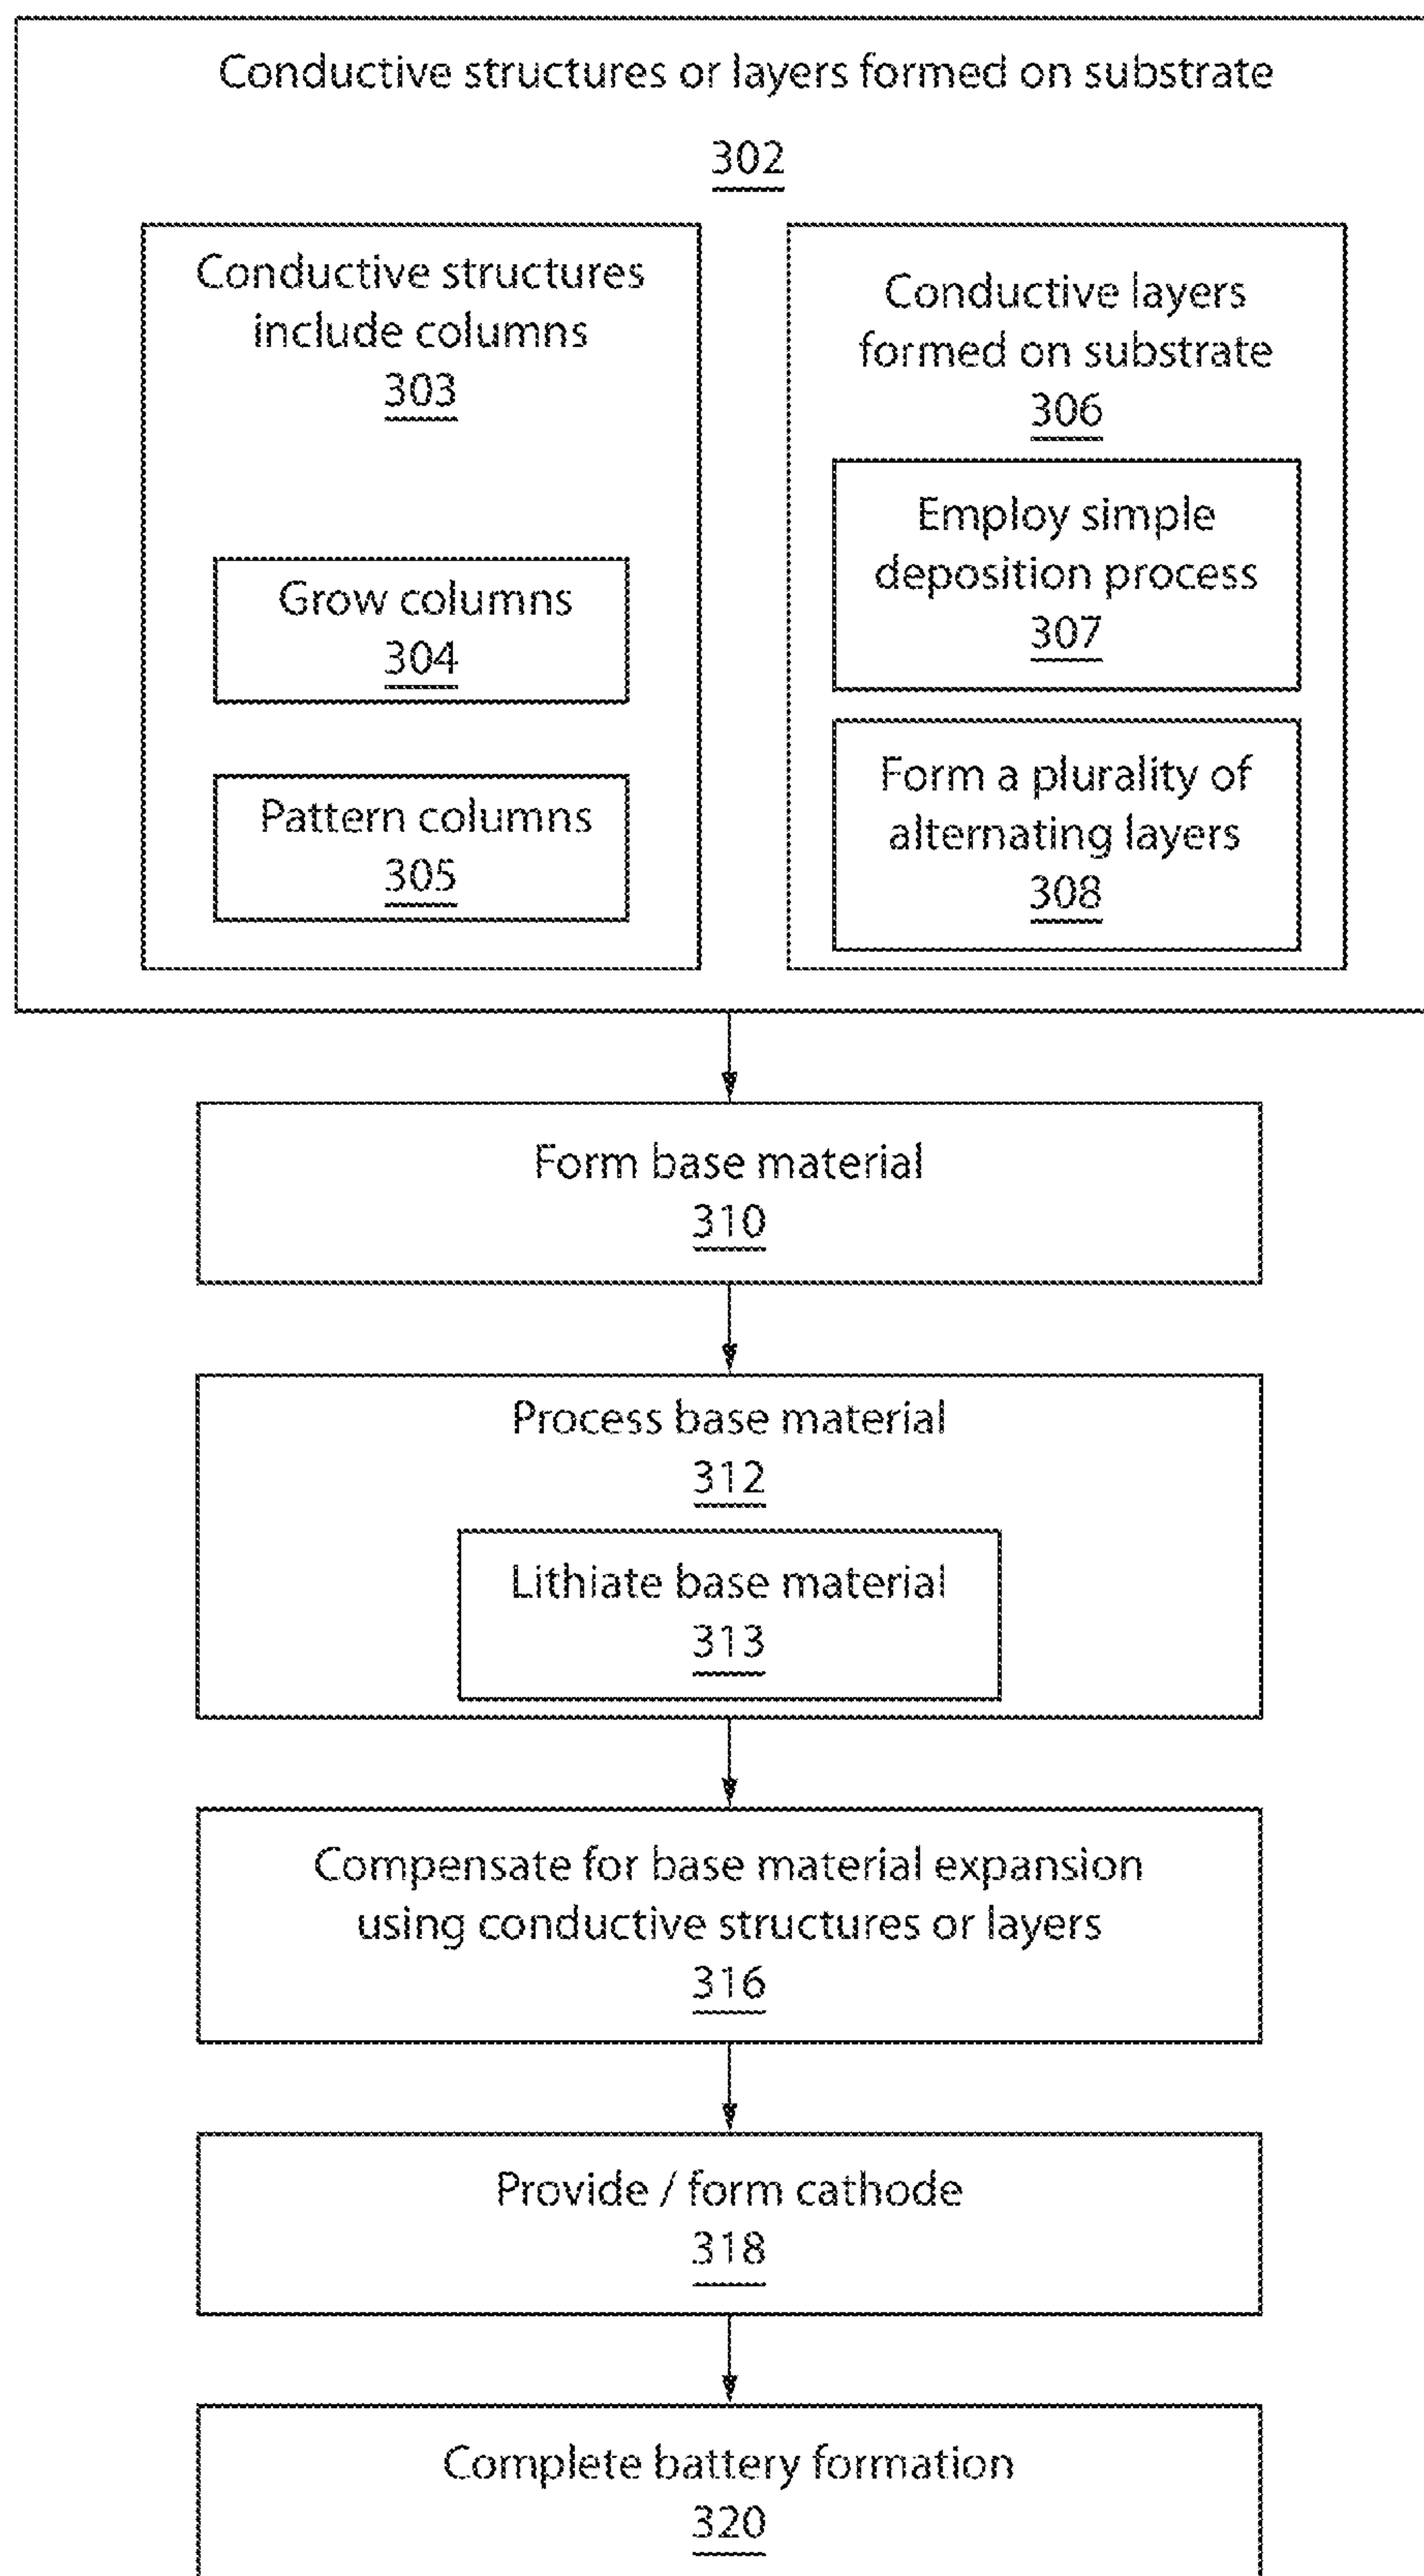 Conductive structures or layers formed on substrate
302
Conductive structures
include columns
303
Grow columns
304
Pattern columns
305
Conductive layers
formed on substrate
306
Employ simple
deposition process
307
Form a plurality of
alternating layers
308
Form base material
310
Process base material
312
Lithiate base material
313
Compensate for base material expansion
using conductive structures or layers
316
Provide / form cathode
318
Complete battery formation
320